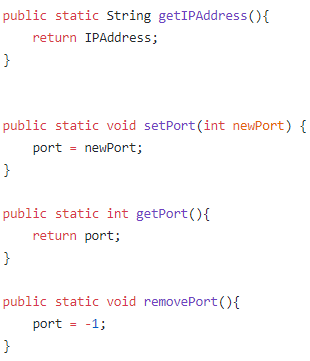 public static String getIPAddress(){
    return IPAddress;
}
public static void setPort(int newPort) {
    port = newPort;
}
public static int getPort(){
    return port;
}
public static void removePort(){
    port = -1;
}